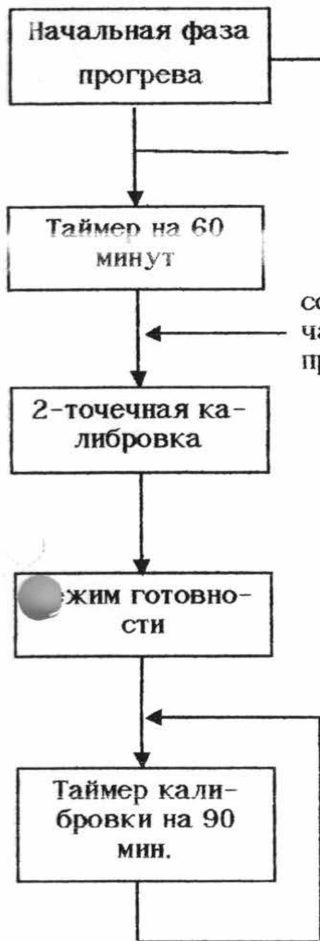 Начальная фаза
прогрева
Таймер на 60
минут
2-точечная ка-
либровка
ежим готовно-
сти
Таймер кали-
бровки на 90
мин.